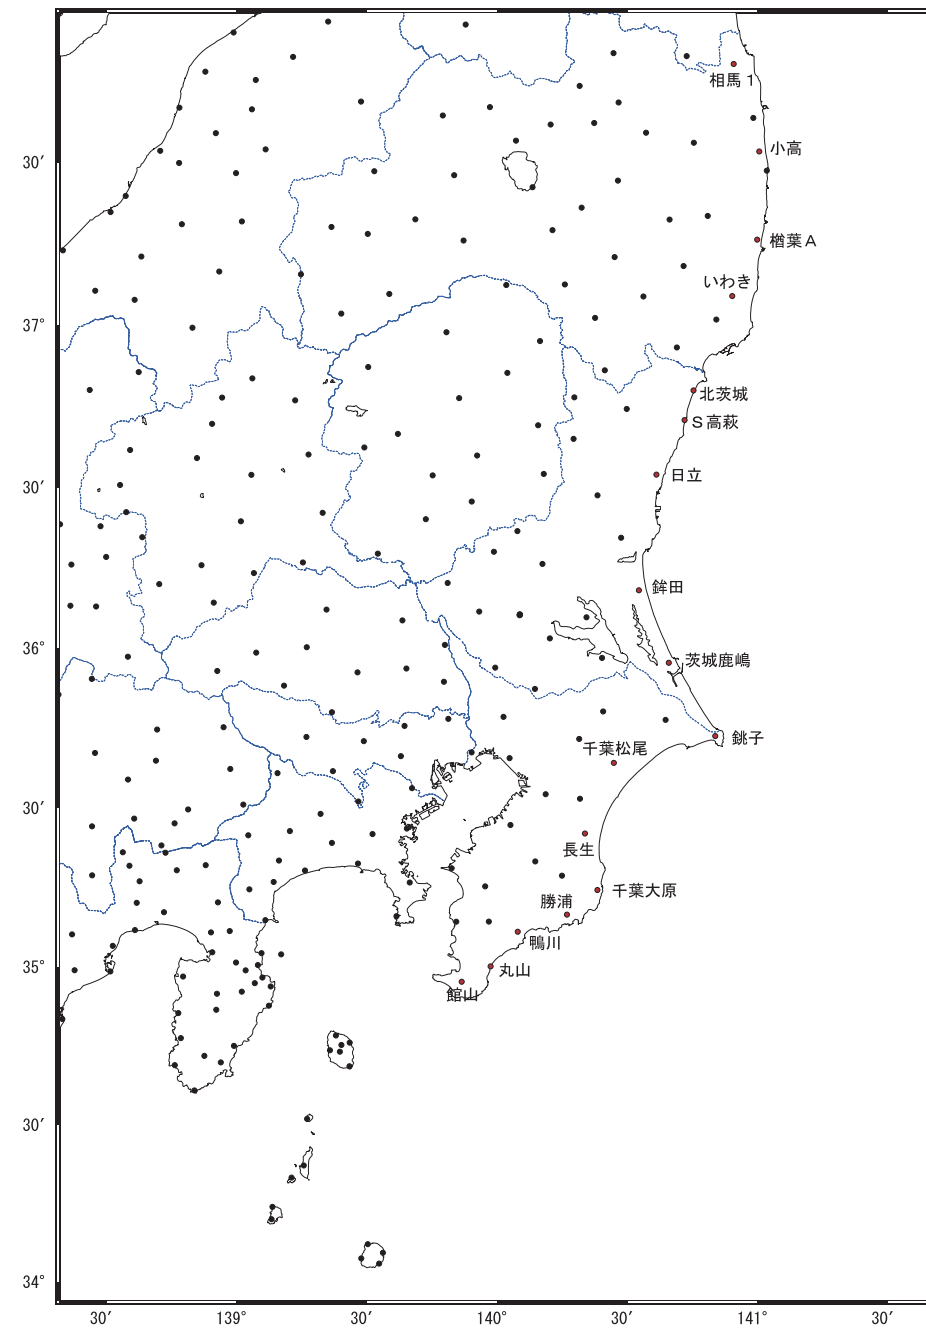 相馬１
30′
小高
楢葉Ａ
いわき
37°
北茨城
Ｓ高萩
日立
30′
鉾田
36°
茨城鹿嶋
銚子
千葉松尾
30′
長生
千葉大原
勝浦
鴨川
35°
丸山
館山
30′
34°
30′
139°
30′
140°
30′
141°
30′